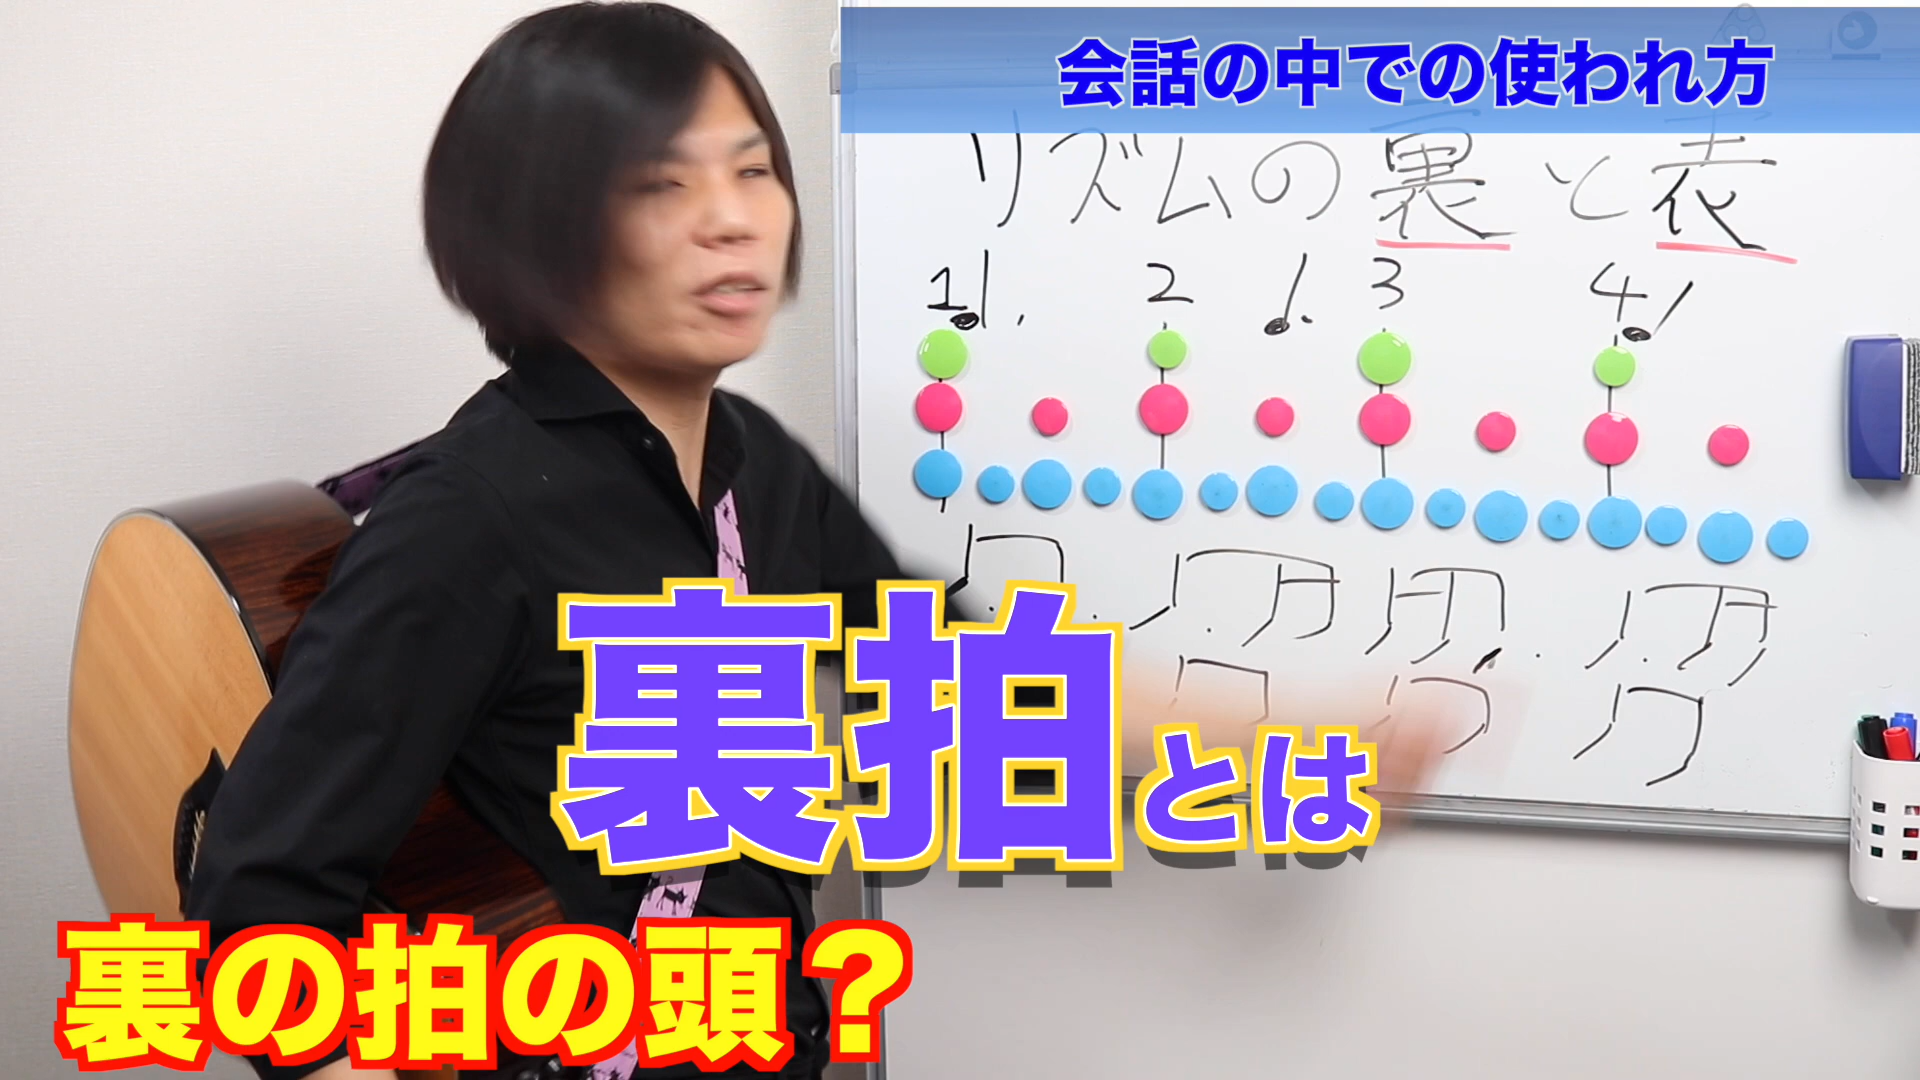 会話の中での使われ方
リズムの裏と表
1 2 3 4
裏拍とは
裏の拍の頭？